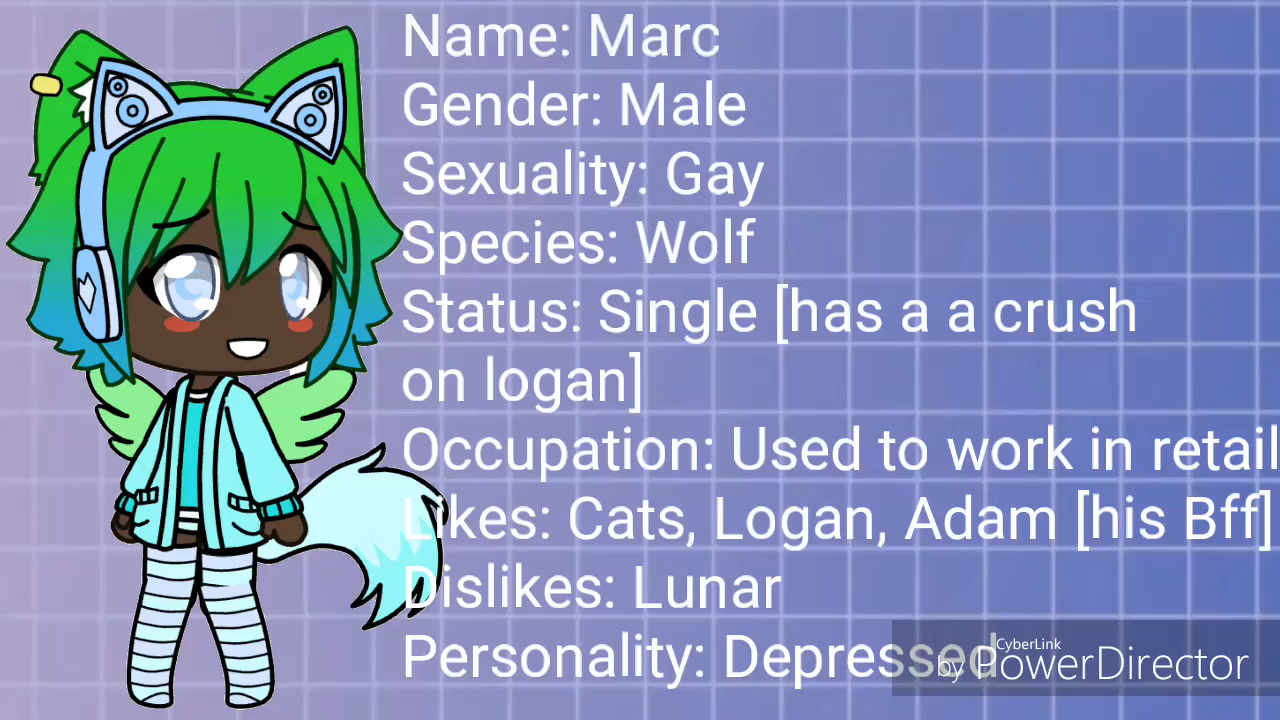 Name: Marc
Gender: Male
Sexuality: Gay
Species: Wolf
Status: Single [has a a crush
on logan]
Occupation: Used to work in retail
Likes: Cats, Logan, Adam [his Bff]
Dislikes: Lunar
Personality: Depressed
CyberLink
by PowerDirector